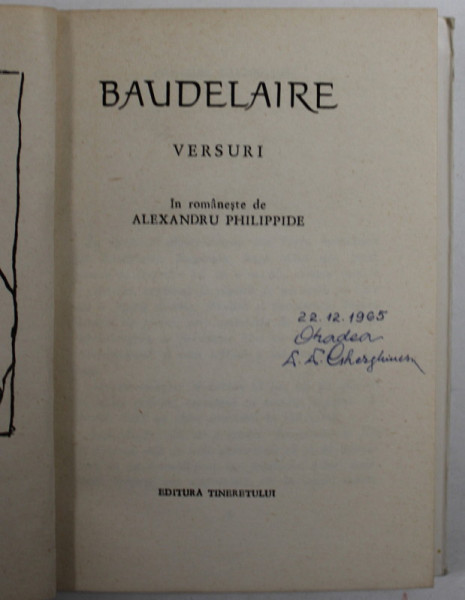 BAUDELAIRE
VERSURI
In românește de
ALEXANDRU PHILIPPIDE
22.12.1965
Oradea
EDITURA TINERETULUI